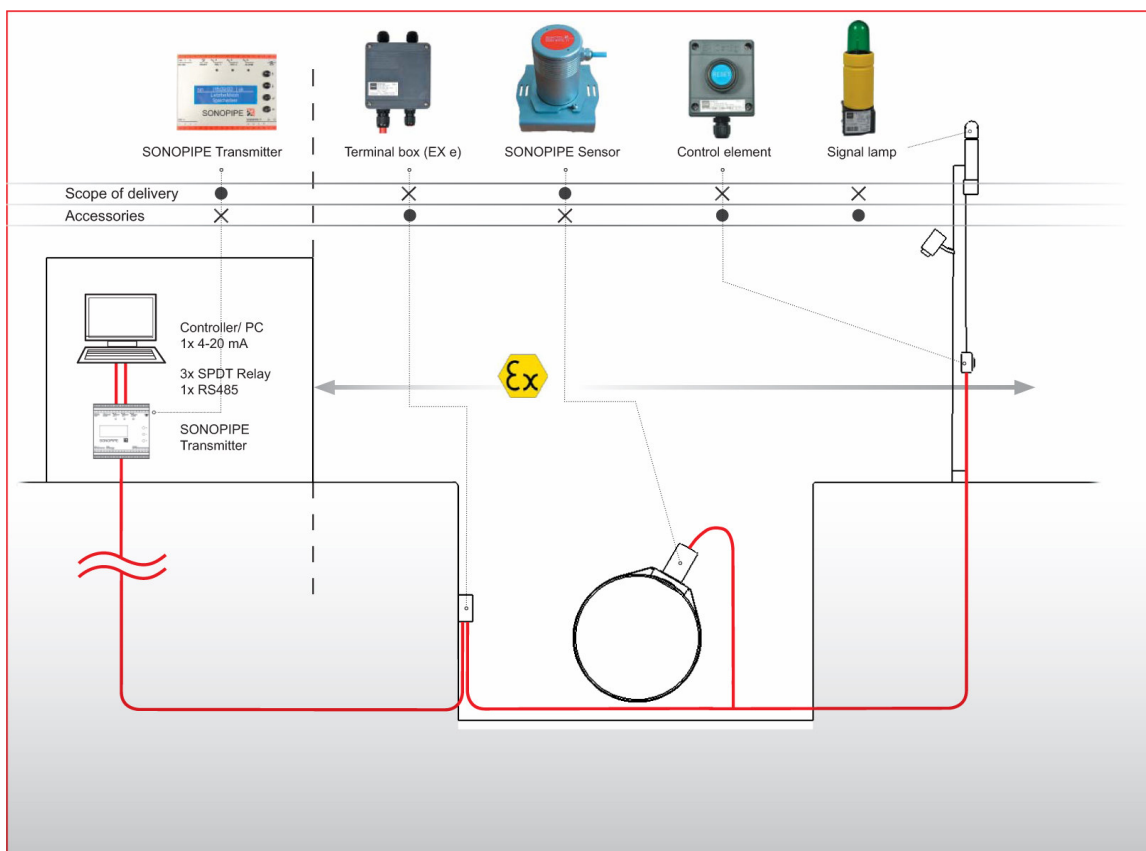 SONOPIPE
RESET
SONOPIPE Transmitter
Terminal box (EX e)
SONOPIPE Sensor
Control element
Signal lamp
Scope of delivery
Accessories
Controller/ PC
1x 4-20 mA
3x SPDT Relay
1x RS485
Ex
SONOPIPE
SONOPIPE
Transmitter